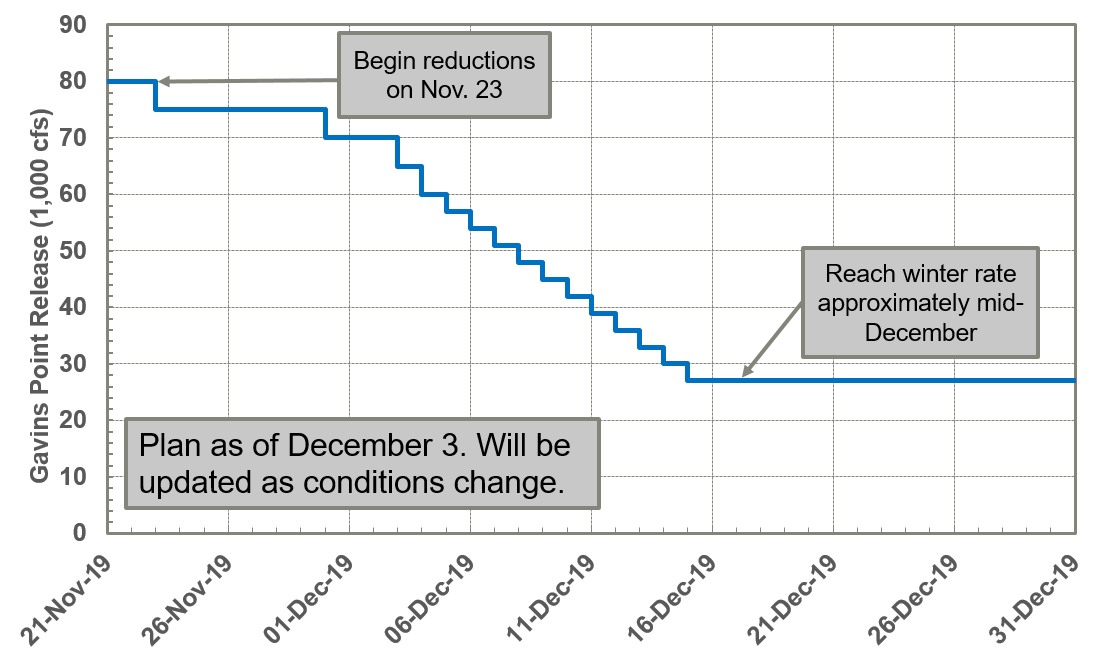 90
80
70
60
50
40
30
20
10
0
Gavins Point Release (1,000 cfs)
Begin reductions
on Nov. 23
Reach winter rate
approximately mid-
December
Plan as of December 3. Will be
updated as conditions change.
21-Nov-19
26-Nov-19
01-Dec-19
06-Dec-19
11-Dec-19
16-Dec-19
21-Dec-19
26-Dec-19
31-Dec-19